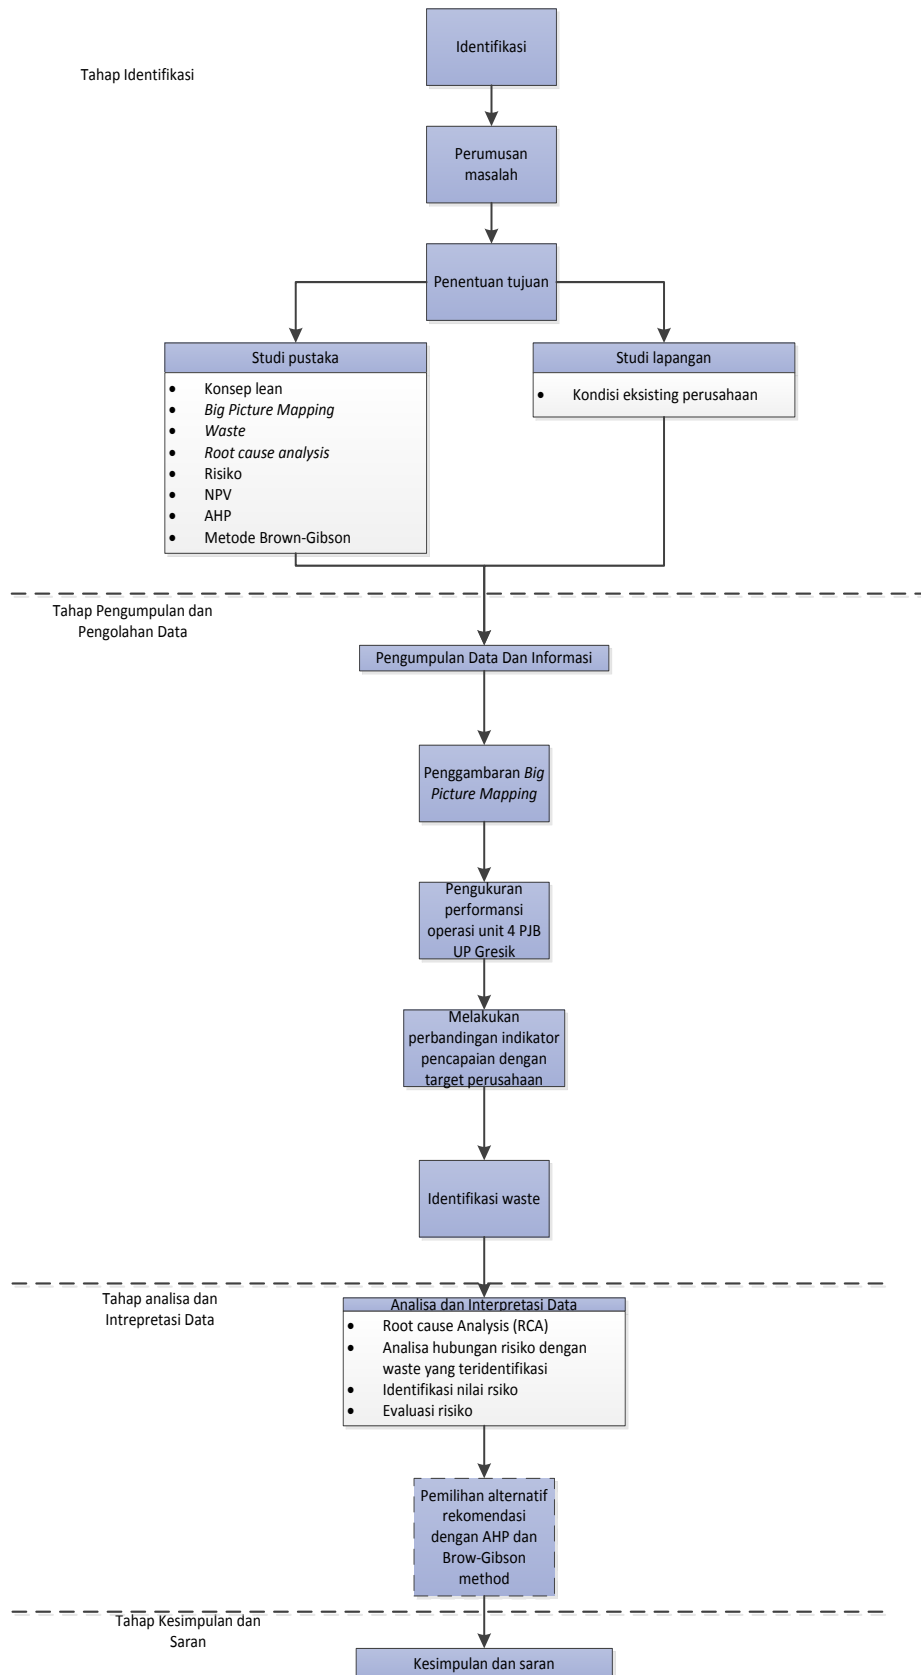 Identifikasi
Tahap Identifikasi
Perumusan
masalah
Penentuan tujuan
Studi pustaka
• Konsep lean
• Big Picture Mapping
• Waste
• Root cause analysis
• Risiko
• NPV
• AHP
• Metode Brown-Gibson
Studi lapangan
• Kondisi eksisting perusahaan
Tahap Pengumpulan dan
Pengolahan Data
Pengumpulan Data Dan Informasi
Penggambaran Big
Picture Mapping
Pengukuran
performansi
operasi unit 4 PJB
UP Gresik
Melakukan
perbandingan indikator
pencapaian dengan
target perusahaan
Identifikasi waste
Tahap analisa dan
Intrepretasi Data
Analisa dan Interpretasi Data
• Root cause Analysis (RCA)
• Analisa hubungan risiko dengan
waste yang teridentifikasi
• Identifikasi nilai rsiko
• Evaluasi risiko
Pemilihan alternatif
rekomendasi
dengan AHP dan
Brow-Gibson
method
Tahap Kesimpulan dan
Saran
Kesimpulan dan saran